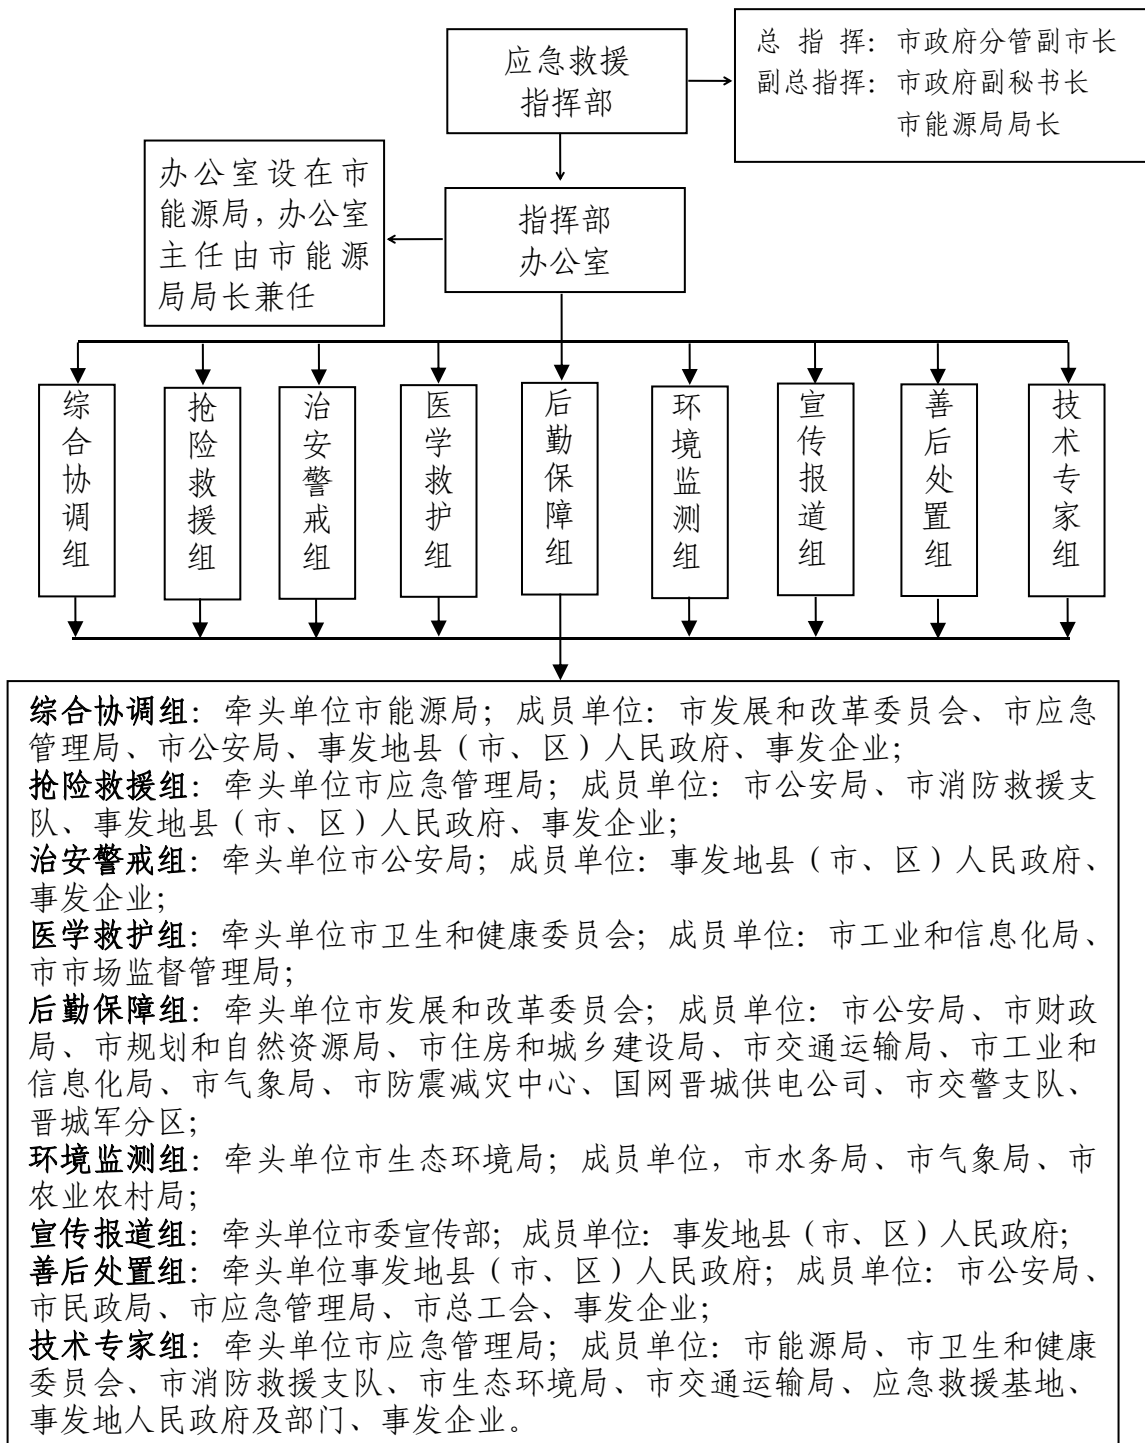 应急救援
指挥部
总 指 挥：市政府分管副市长
副总指挥：市政府副秘书长
市能源局局长
办公室设在市
能源局，办公室
主任由市能源
局局长兼任
指挥部
办公室
综合协调组
抢险救援组
治安警戒组
医学救护组
后勤保障组
环境监测组
宣传报道组
善后处置组
技术专家组
综合协调组：牵头单位市能源局；成员单位：市发展和改革委员会、市应急
管理局、市公安局、事发地县（市、区）人民政府、事发企业；
抢险救援组：牵头单位市应急管理局；成员单位：市公安局、市消防救援支
队、事发地县（市、区）人民政府、事发企业；
治安警戒组：牵头单位市公安局；成员单位：事发地县（市、区）人民政府、
事发企业；
医学救护组：牵头单位市卫生和健康委员会；成员单位：市工业和信息化局、
市市场监督管理局；
后勤保障组：牵头单位市发展和改革委员会；成员单位：市公安局、市财政
局、市规划和自然资源局、市住房和城乡建设局、市交通运输局、市工业和
信息化局、市气象局、市防震减灾中心、国网晋城供电公司、市交警支队、
晋城军分区；
环境监测组：牵头单位市生态环境局；成员单位，市水务局、市气象局、市
农业农村局；
宣传报道组：牵头单位市委宣传部；成员单位：事发地县（市、区）人民政府；
善后处置组：牵头单位事发地县（市、区）人民政府；成员单位：市公安局、
市民政局、市应急管理局、市总工会、事发企业；
技术专家组：牵头单位市应急管理局；成员单位：市能源局、市卫生和健康
委员会、市消防救援支队、市生态环境局、市交通运输局、应急救援基地、
事发地人民政府及部门、事发企业。